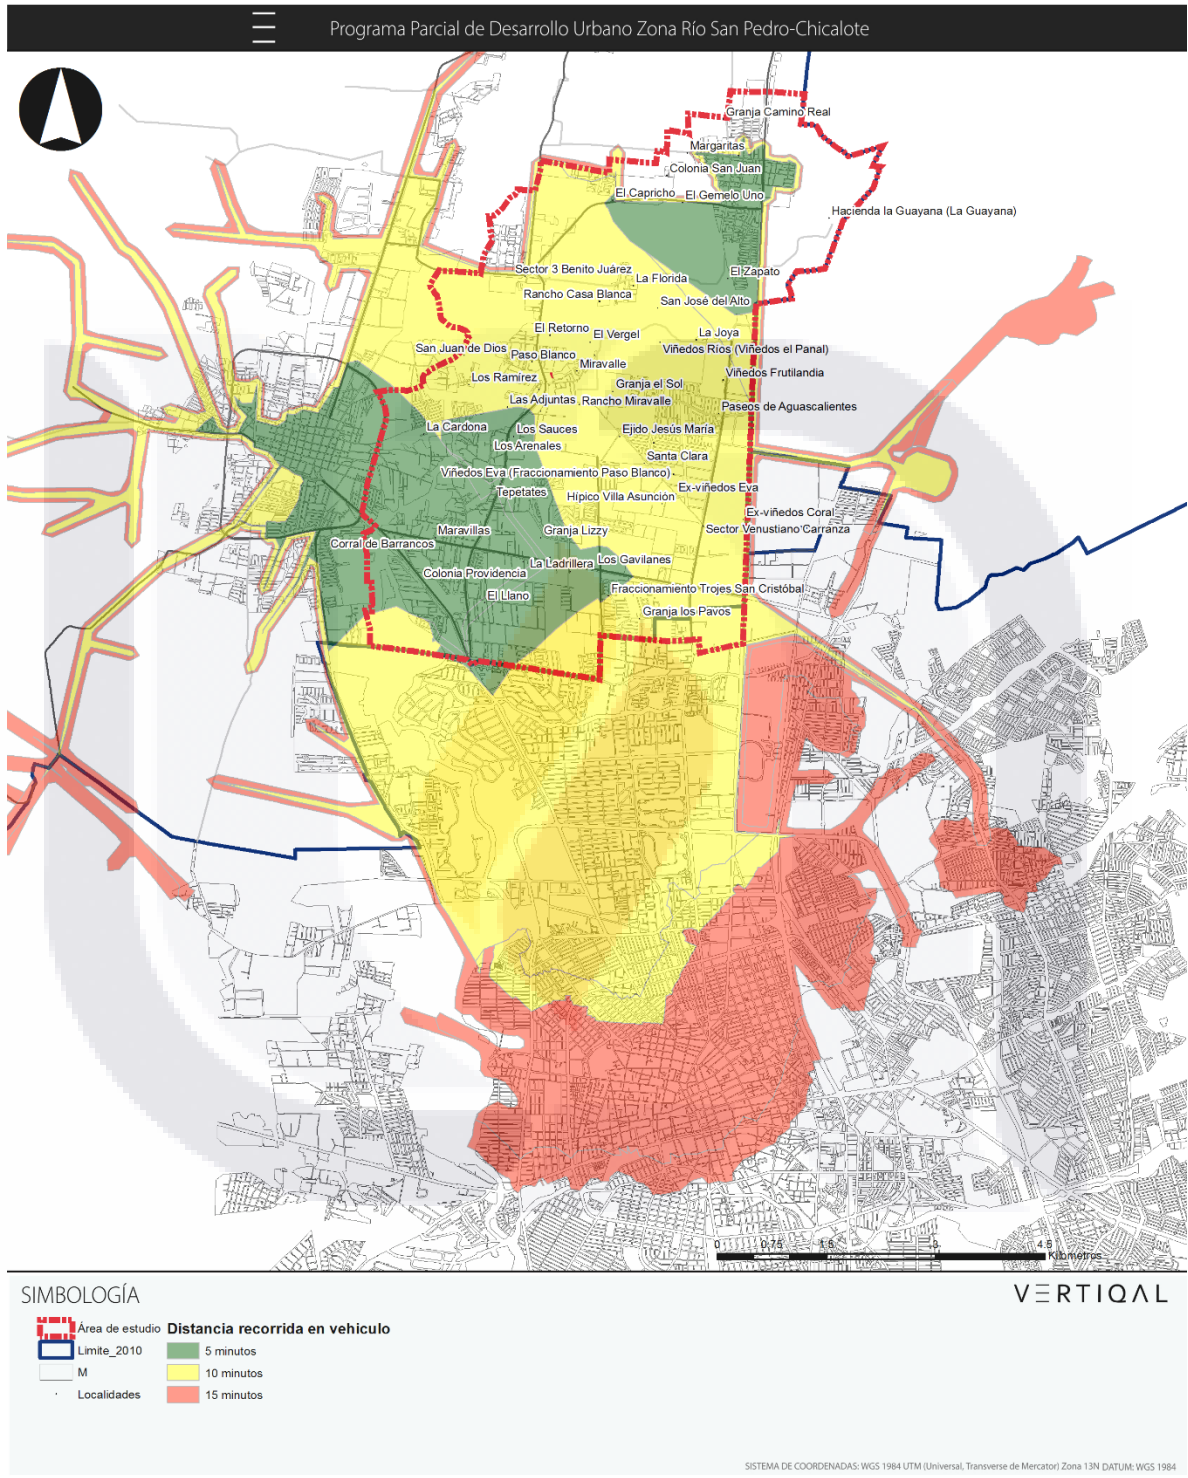 Programa Parcial de Desarrollo Urbano Zona Río San Pedro-Chicalote
Granja Camino Real
Margaritas
Colonia San Juan
El Capricho
El Gemelo Uno
Hacienda la Guayana (La Guayana)
Sector 3 Benito Juárez
La Florida
El Zapato
Rancho Casa Blanca
San José del Alto
El Retorno
El Vergel
La Joya
San Juan de Dios
Paso Blanco
Viñedos Ríos (Viñedos el Panal)
Miravalle
Viñedos Frutilandia
Los Ramírez
Granja el Sol
Las Adjuntas
Rancho Miravalle
Paseos de Aguascalientes
La Cardona
Los Sauces
Ejido Jesús María
Los Arenales
Santa Clara
Viñedos Eva (Fraccionamiento Paso Blanco)
Ex-viñedos Eva
Tepetates
Hípico Villa Asunción
Ex-viñedos Coral
Maravillas
Granja Lizzy
Sector Venustiano Carranza
Corral de Barrancos
La Ladrillera
Los Gavilanes
Colonia Providencia
Fraccionamiento Trojes San Cristóbal
El Llano
Granja los Pavos
0 0.75 1.5 3 4.5
Kilometros
SIMBOLOGÍA
VERTIQAL
Área de estudio
Distancia recorrida en vehiculo
Limite_2010
5 minutos
M
10 minutos
Localidades
15 minutos
SISTEMA DE COORDENADAS: WGS 1984 UTM (Universal, Transverse de Mercator) Zona 13N DATUM: WGS 1984